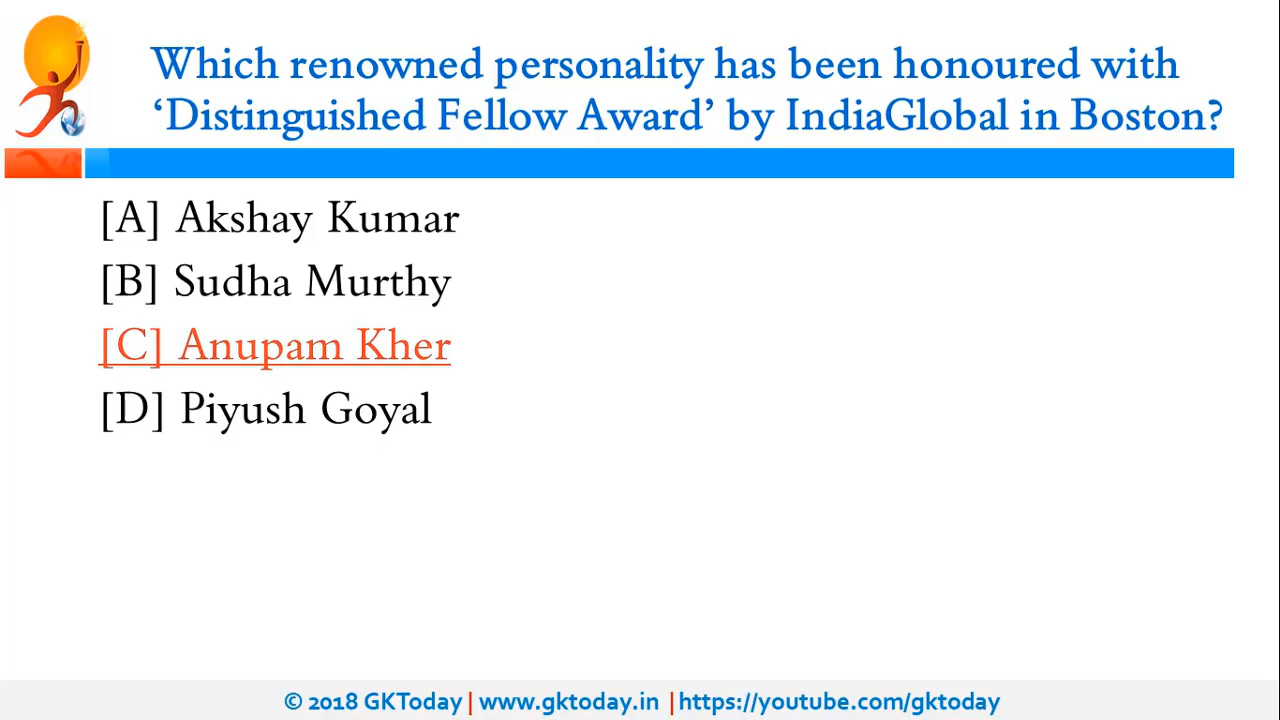 Which renowned personality has been honoured with
‘Distinguished Fellow Award’ by IndiaGlobal in Boston?
[A] Akshay Kumar
[B] Sudha Murthy
[C] Anupam Kher
[D] Piyush Goyal
© 2018 GKToday | www.gktoday.in | https://youtube.com/gktoday